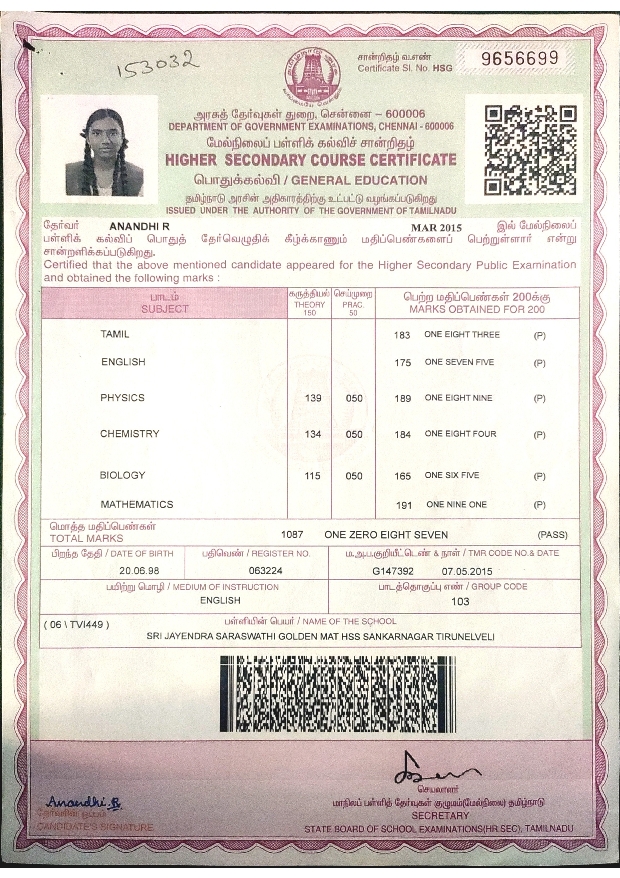 153032
சான்றிதழ் வ.எண்
Certificate Sl. No. HSG 9656699
அரசுத் தேர்வுகள் துறை, சென்னை – 600006
DEPARTMENT OF GOVERNMENT EXAMINATIONS, CHENNAI - 600006
மேல்நிலைப் பள்ளிக் கல்விச் சான்றிதழ்
HIGHER SECONDARY COURSE CERTIFICATE
பொதுக்கல்வி / GENERAL EDUCATION
தமிழ்நாடு அரசின் அதிகாரத்திற்கு உட்பட்டு வழங்கப்படுகிறது
ISSUED UNDER THE AUTHORITY OF THE GOVERNMENT OF TAMILNADU
தேர்வர் ANANDHI R MAR 2015 இல் மேல்நிலைப்
பள்ளிக் கல்விப் பொதுத் தேர்வெழுதிக் கீழ்க்காணும் மதிப்பெண்களைப் பெற்றுள்ளார் என்று
சான்றளிக்கப்படுகிறது.
Certified that the above mentioned candidate appeared for the Higher Secondary Public Examination
and obtained the following marks :
பாடம் கருத்தியல் செய்முறை பெற்ற மதிப்பெண்கள் 200க்கு
SUBJECT THEORY 150 PRAC. 50 MARKS OBTAINED FOR 200
TAMIL 183 ONE EIGHT THREE (P)
ENGLISH 175 ONE SEVEN FIVE (P)
PHYSICS 139 050 189 ONE EIGHT NINE (P)
CHEMISTRY 134 050 184 ONE EIGHT FOUR (P)
BIOLOGY 115 050 165 ONE SIX FIVE (P)
MATHEMATICS 191 ONE NINE ONE (P)
மொத்த மதிப்பெண்கள்
TOTAL MARKS 1087 ONE ZERO EIGHT SEVEN (PASS)
பிறந்த தேதி / DATE OF BIRTH பதிவெண் / REGISTER NO. ம.அ.ப.குறியீட்டெண் & நாள் / TMR CODE NO.& DATE
20.06.98 063224 G147392 07.05.2015
பயிற்று மொழி / MEDIUM OF INSTRUCTION பாடத்தொகுப்பு எண் / GROUP CODE
ENGLISH 103
( 06 \ TVI449 ) பள்ளியின் பெயர் / NAME OF THE SCHOOL
SRI JAYENDRA SARASWATHI GOLDEN MAT HSS SANKARNAGAR TIRUNELVELI
Anandhi.R
தேர்வரின் ஒப்பம்
CANDIDATE'S SIGNATURE
செயலாளர்
மாநிலப் பள்ளித் தேர்வுகள் குழுமம்(மேல்நிலை) தமிழ்நாடு
SECRETARY
STATE BOARD OF SCHOOL EXAMINATIONS(HR.SEC), TAMILNADU